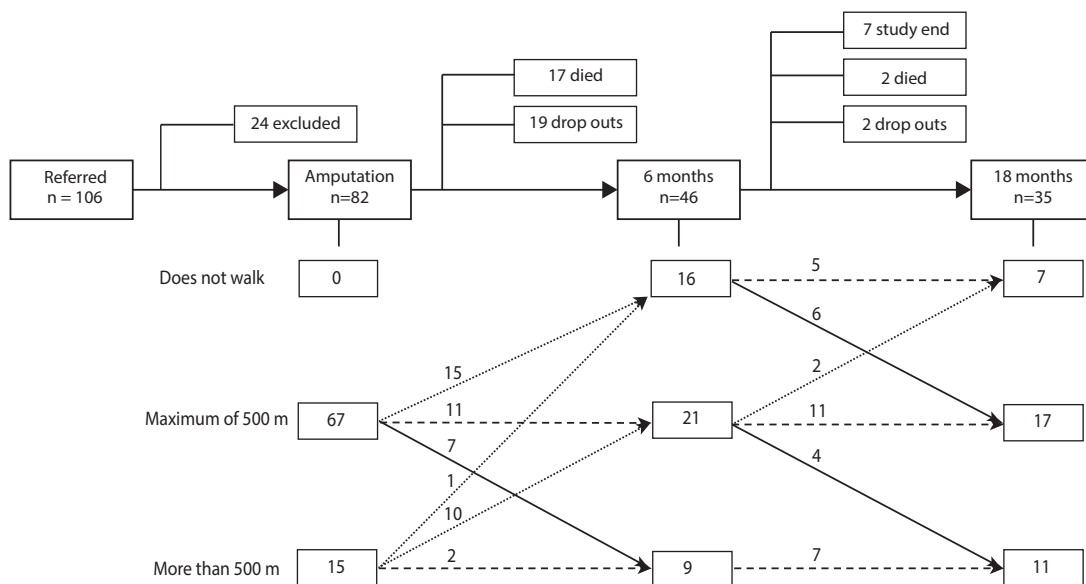 7 study end
17 died
2 died
24 excluded
19 drop outs
2 drop outs
Referred
n = 106
Amputation
n=82
6 months
n=46
18 months
n=35
Does not walk
0
16
5
7
6
15
2
Maximum of 500 m
67
11
21
11
17
7
4
1
10
More than 500 m
15
2
9
7
11